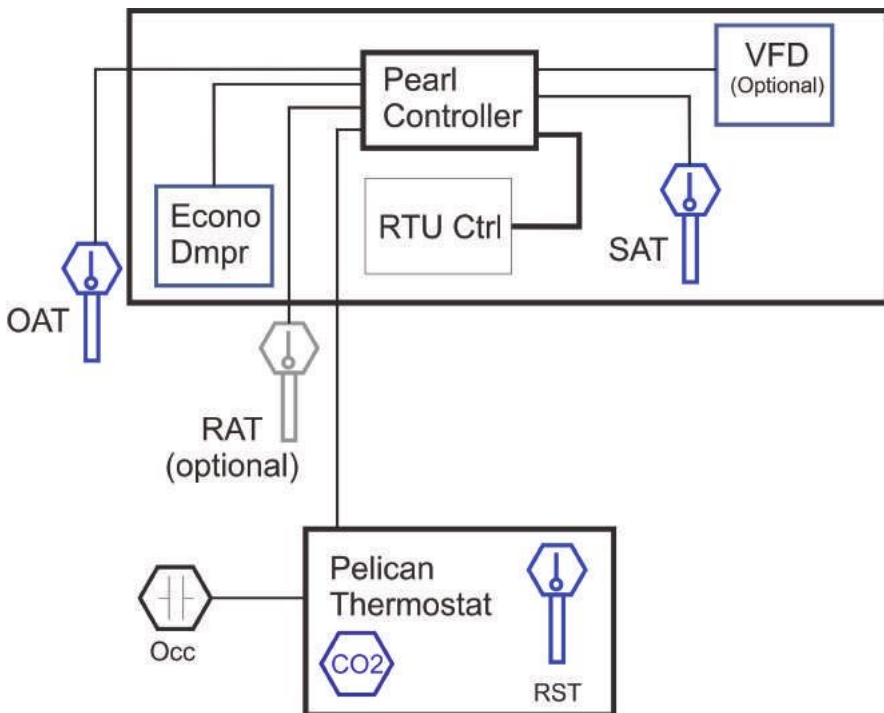 Pearl
Controller
VFD
(Optional)
Econo
Dmpr
RTU Ctrl
SAT
OAT
RAT
(optional)
Pelican
Thermostat
Occ
CO2
RST